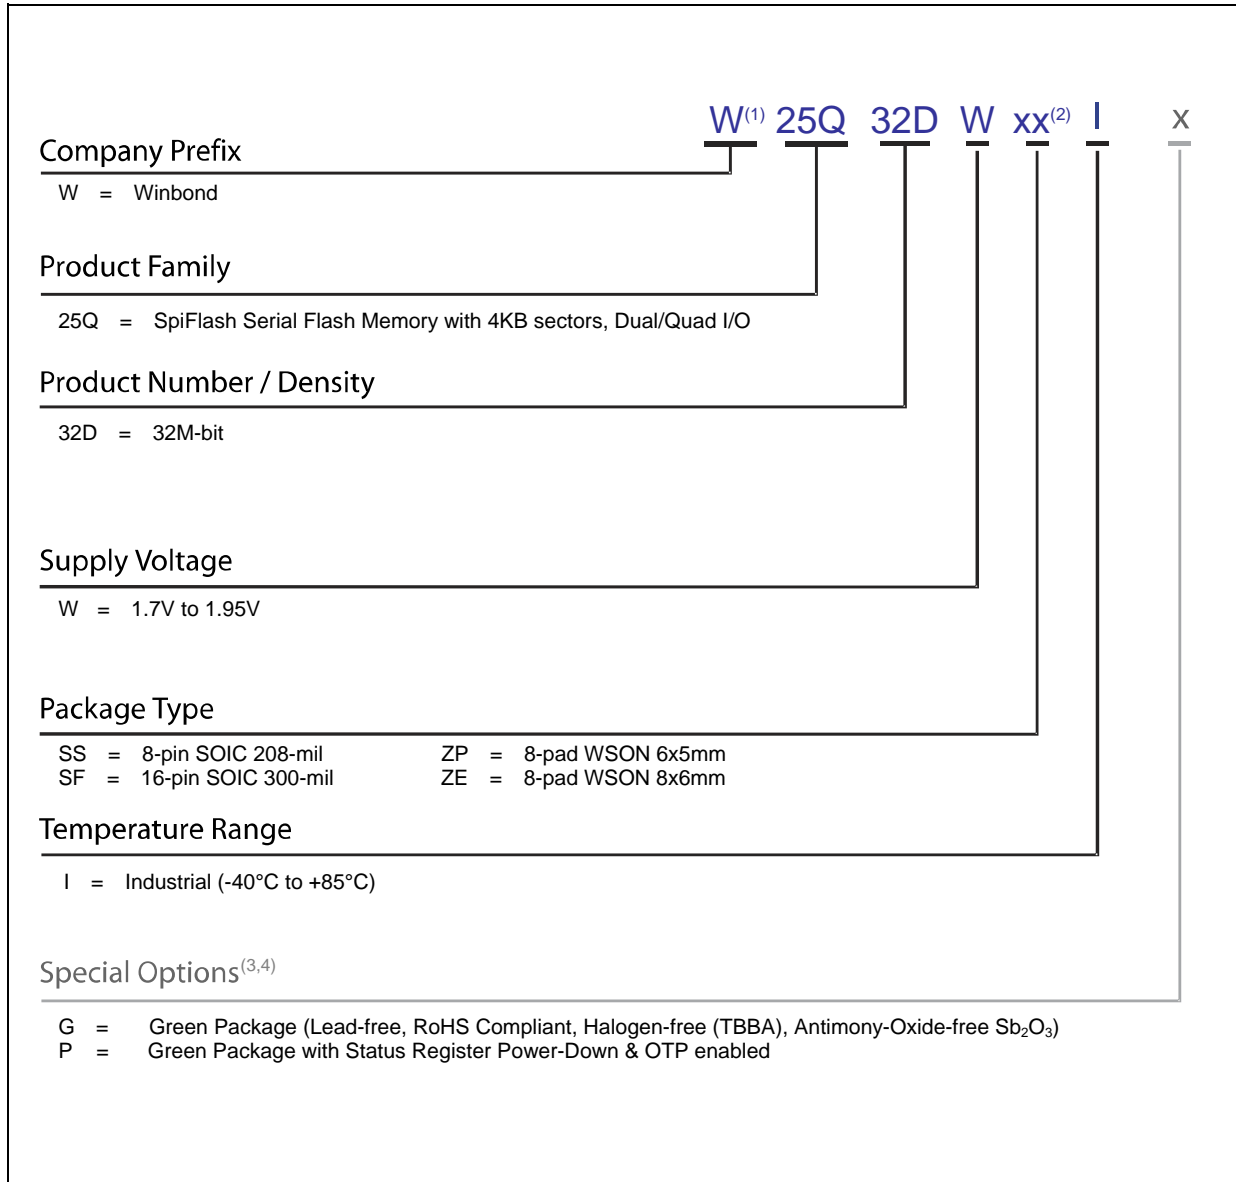 W(1) 25Q 32D W xx(2) I x
Company Prefix
W = Winbond
Product Family
25Q = SpiFlash Serial Flash Memory with 4KB sectors, Dual/Quad I/O
Product Number / Density
32D = 32M-bit
Supply Voltage
W = 1.7V to 1.95V
Package Type
SS = 8-pin SOIC 208-mil ZP = 8-pad WSON 6x5mm
SF = 16-pin SOIC 300-mil ZE = 8-pad WSON 8x6mm
Temperature Range
I = Industrial (-40°C to +85°C)
Special Options(3,4)
G = Green Package (Lead-free, RoHS Compliant, Halogen-free (TBBA), Antimony-Oxide-free Sb2O3)
P = Green Package with Status Register Power-Down & OTP enabled